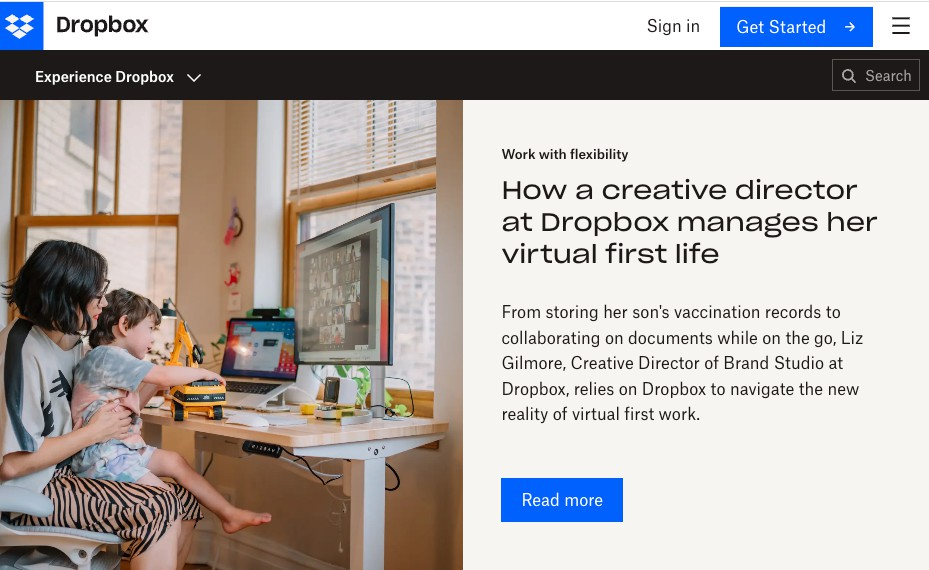 Dropbox
Sign in
Get Started →
Experience Dropbox
Search
Work with flexibility
How a creative director
at Dropbox manages her
virtual first life
From storing her son's vaccination records to
collaborating on documents while on the go, Liz
Gilmore, Creative Director of Brand Studio at
Dropbox, relies on Dropbox to navigate the new
reality of virtual first work.
Read more